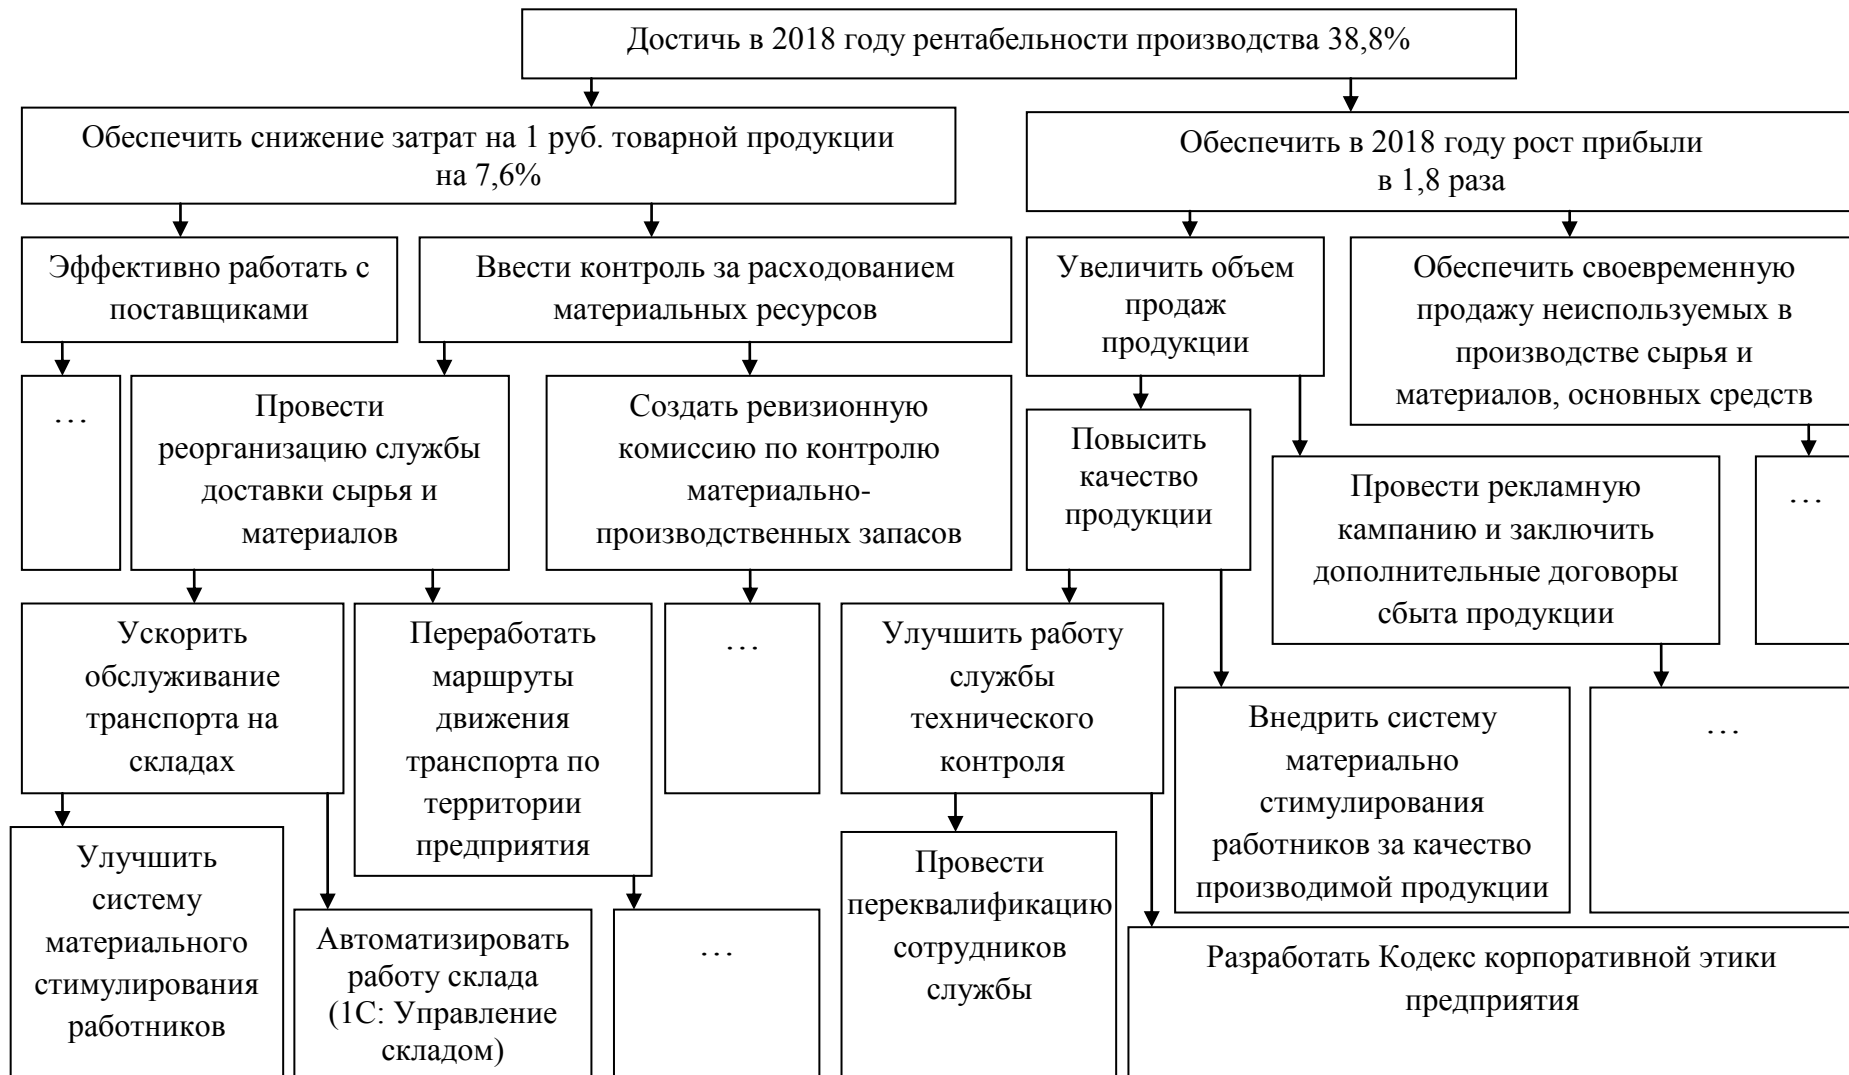 Достичь в 2018 году рентабельности производства 38,8%
Обеспечить снижение затрат на 1 руб. товарной продукции
на 7,6%
Обеспечить в 2018 году рост прибыли
в 1,8 раза
Эффективно работать с
поставщиками
Ввести контроль за расходованием
материальных ресурсов
Увеличить объем
продаж
продукции
Обеспечить своевременную
продажу неиспользуемых в
производстве сырья и
материалов, основных средств
…
Провести
реорганизацию службы
доставки сырья и
материалов
Создать ревизионную
комиссию по контролю
материально-
производственных запасов
Повысить
качество
продукции
Провести рекламную
кампанию и заключить
дополнительные договоры
сбыта продукции
…
Ускорить
обслуживание
транспорта на
складах
Переработать
маршруты
движения
транспорта по
территории
предприятия
…
Улучшить работу
службы
технического
контроля
Внедрить систему
материально
стимулирования
работников за качество
производимой продукции
…
Улучшить
систему
материального
стимулирования
работников
Автоматизировать
работу склада
(1С: Управление
складом)
…
Провести
переквалификацию
сотрудников
службы
Разработать Кодекс корпоративной этики
предприятия